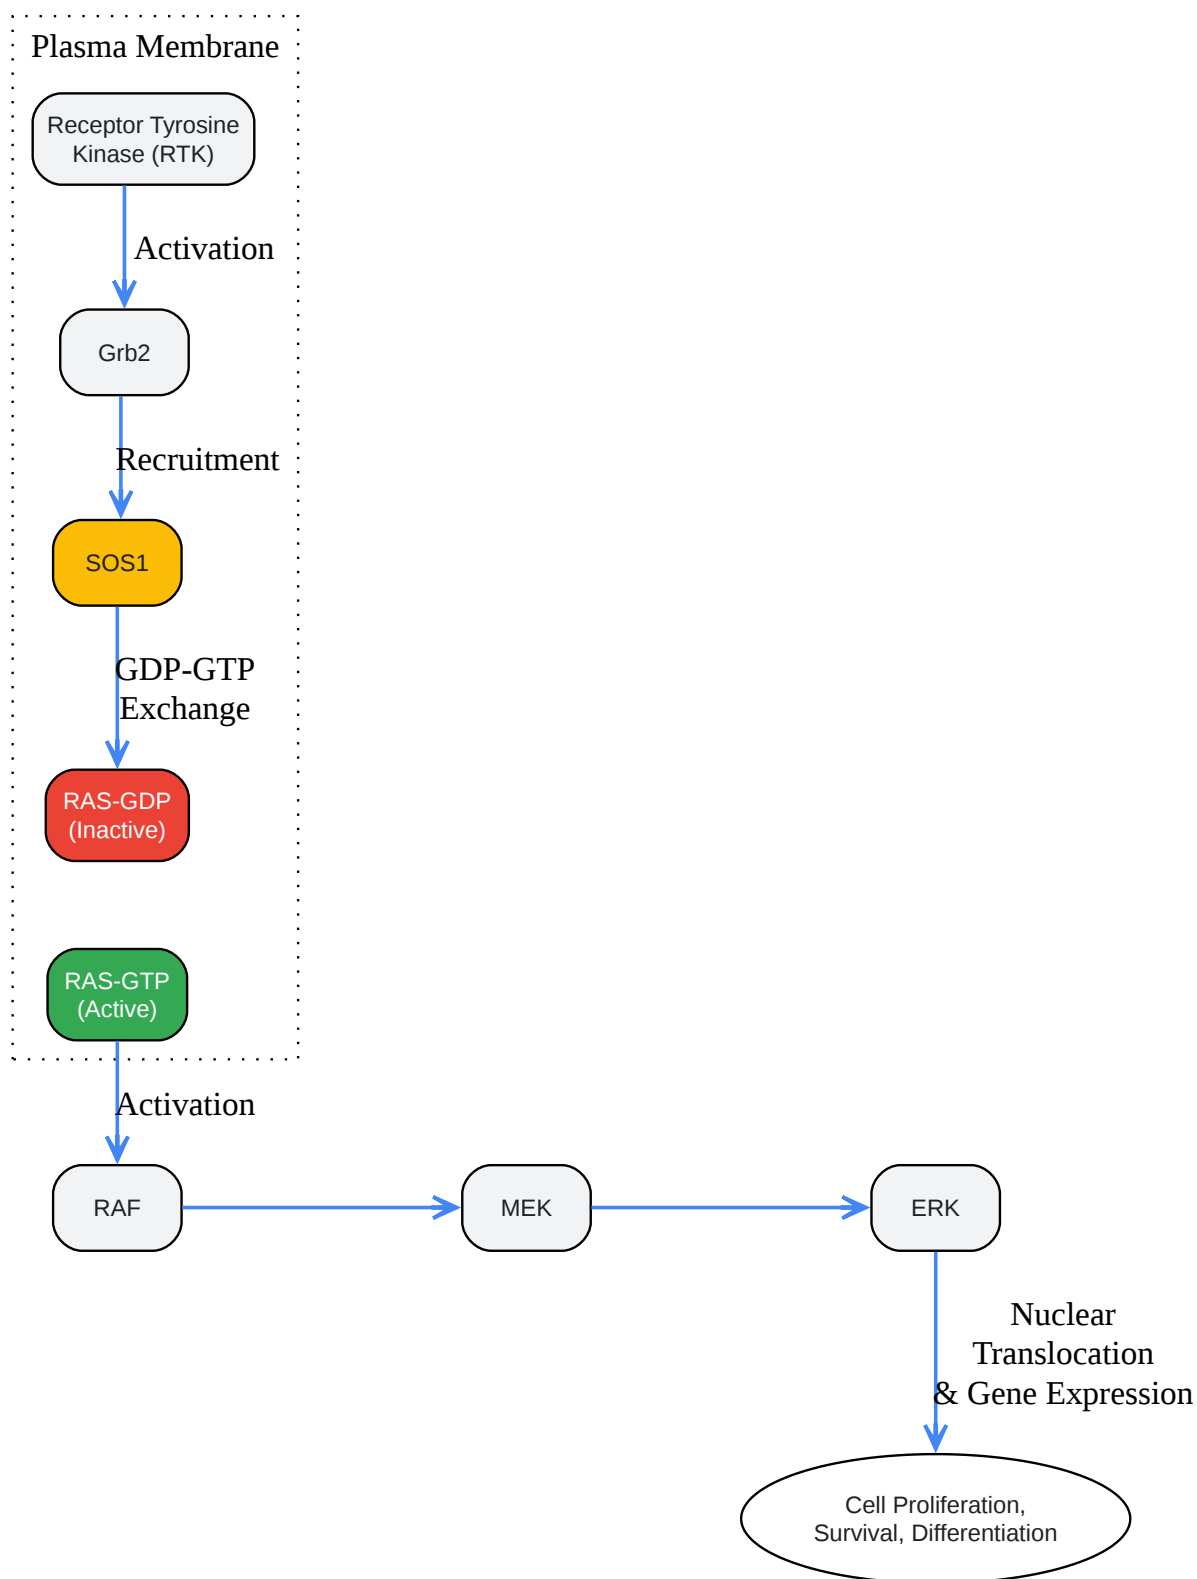 Plasma Membrane
Receptor Tyrosine
Kinase (RTK)
Activation
Grb2
Recruitment
SOS1
GDP-GTP
Exchange
RAS-GDP
(Inactive)
RAS-GTP
(Active)
Activation
RAF
MEK
ERK
Nuclear
Translocation
& Gene Expression
Cell Proliferation,
Survival, Differentiation